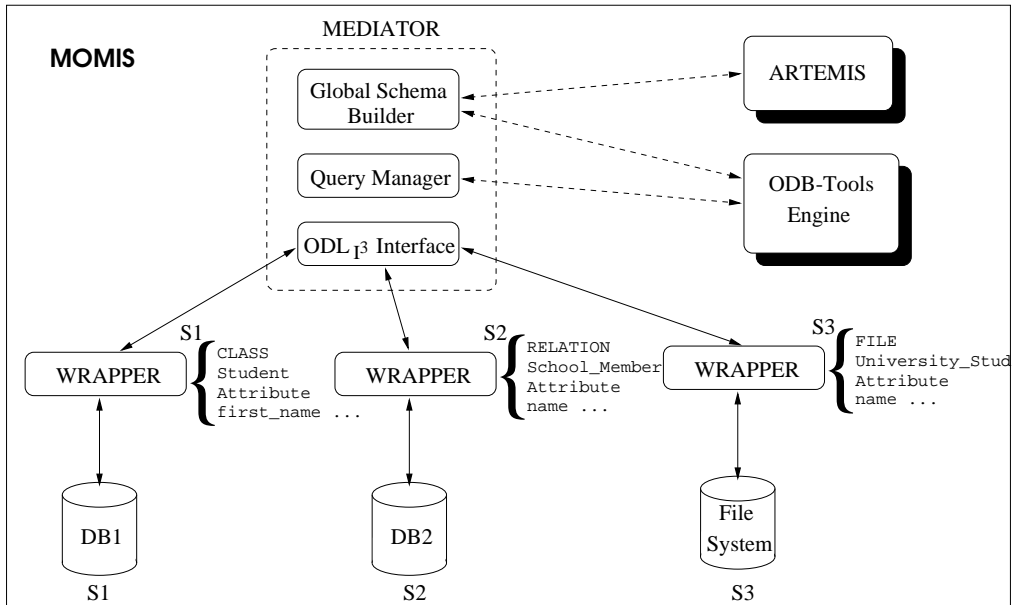 MEDIATOR
MOMIS
Global Schema
Builder
ARTEMIS
Query Manager
ODB-Tools
Engine
ODL I3 Interface
S1
S2
S3
WRAPPER
CLASS
Student
Attribute
first_name ...
WRAPPER
RELATION
School_Member
Attribute
name ...
WRAPPER
FILE
University_Stud
Attribute
name ...
DB1
DB2
File
System
S1
S2
S3